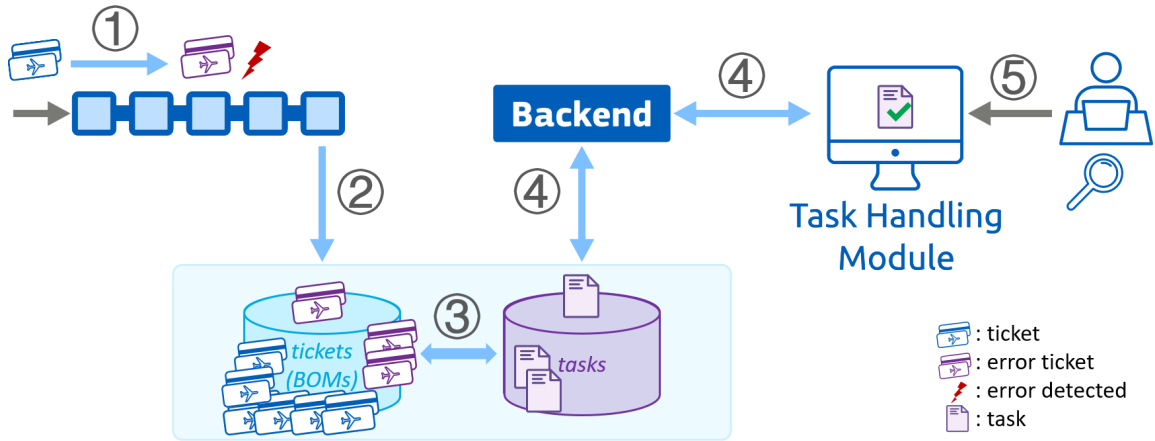 ①
②
③
④
④
⑤
Backend
Task Handling
Module
tickets
(BOMs)
tasks
: ticket
: error ticket
: error detected
: task